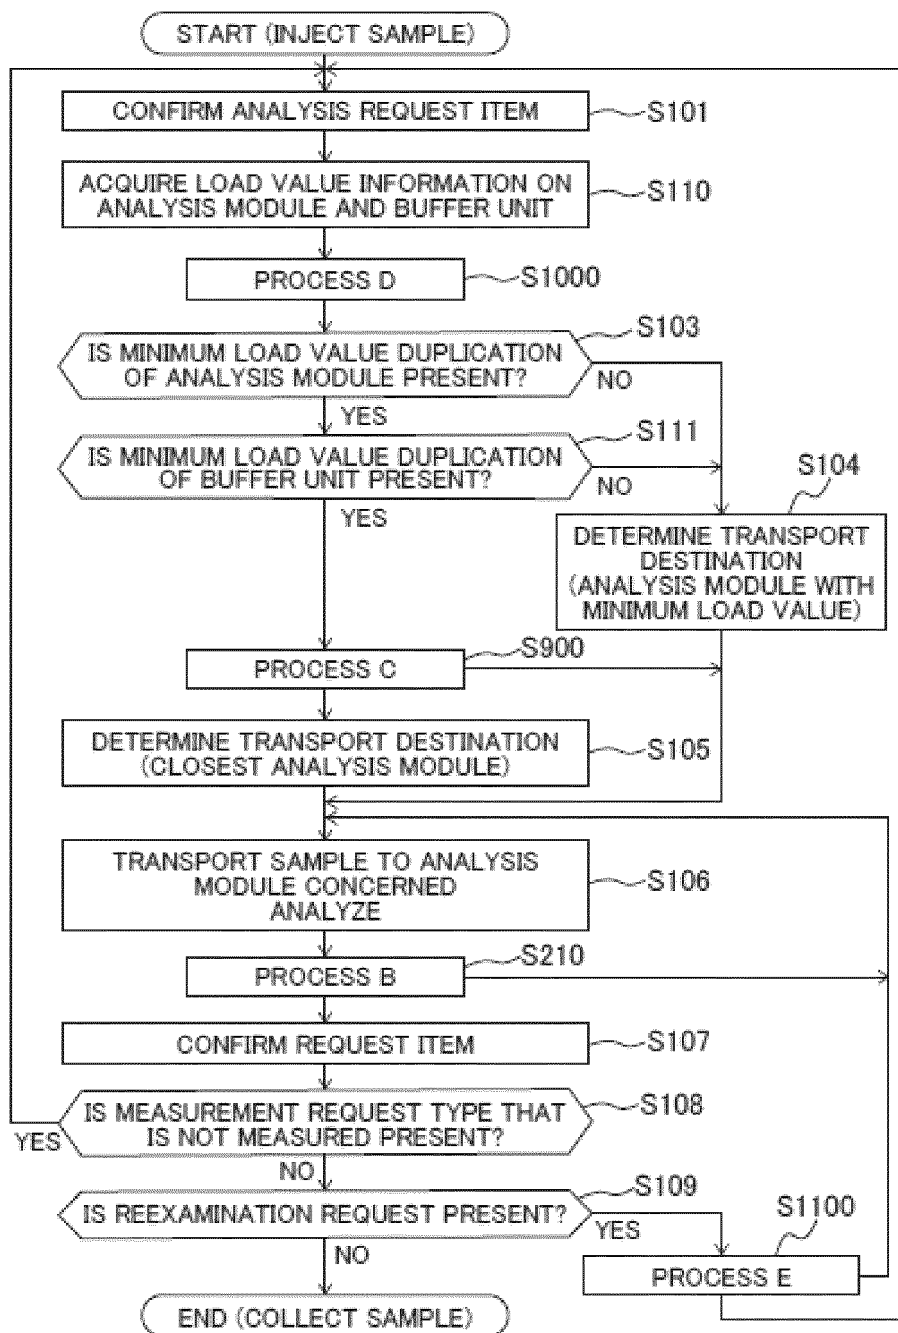 START (INJECT SAMPLE)
CONFIRM ANALYSIS REQUEST ITEM
S101
ACQUIRE LOAD VALUE INFORMATION ON
ANALYSIS MODULE AND BUFFER UNIT
S110
PROCESS D
S1000
IS MINIMUM LOAD VALUE DUPLICATION
OF ANALYSIS MODULE PRESENT?
S103
NO
YES
IS MINIMUM LOAD VALUE DUPLICATION
OF BUFFER UNIT PRESENT?
S111
NO
YES
S104
DETERMINE TRANSPORT
DESTINATION
(ANALYSIS MODULE WITH
MINIMUM LOAD VALUE)
PROCESS C
S900
DETERMINE TRANSPORT DESTINATION
(CLOSEST ANALYSIS MODULE)
S105
TRANSPORT SAMPLE TO ANALYSIS
MODULE CONCERNED
ANALYZE
S106
PROCESS B
S210
CONFIRM REQUEST ITEM
S107
IS MEASUREMENT REQUEST TYPE THAT
IS NOT MEASURED PRESENT?
S108
YES
NO
IS REEXAMINATION REQUEST PRESENT?
S109
YES
NO
S1100
PROCESS E
END (COLLECT SAMPLE)